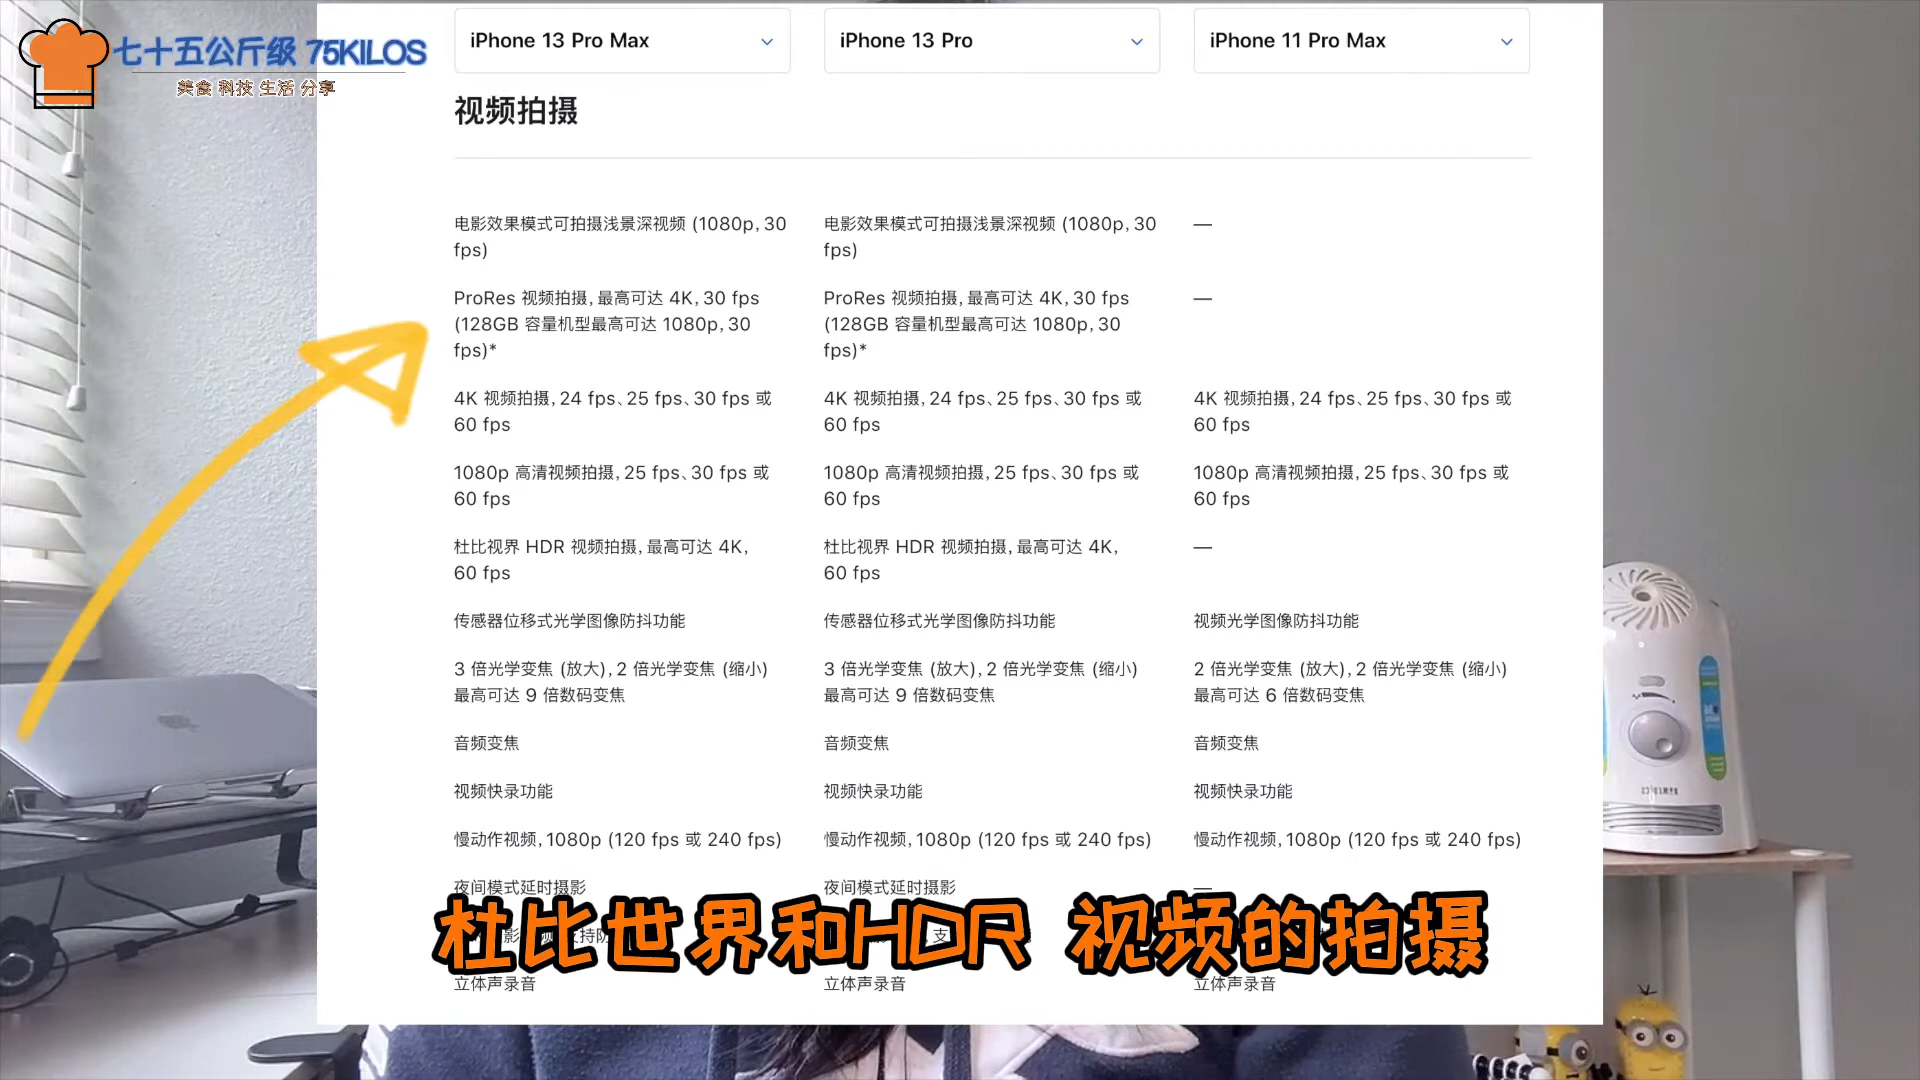 七十五公斤级 75KILOS
美食 科技 生活 分享
iPhone 13 Pro Max
iPhone 13 Pro
iPhone 11 Pro Max
视频拍摄
电影效果模式可拍摄浅景深视频 (1080p, 30
fps)
电影效果模式可拍摄浅景深视频 (1080p, 30
fps)
—
ProRes 视频拍摄, 最高可达 4K, 30 fps
(128GB 容量机型最高可达 1080p, 30
fps)*
ProRes 视频拍摄, 最高可达 4K, 30 fps
(128GB 容量机型最高可达 1080p, 30
fps)*
—
4K 视频拍摄, 24 fps、25 fps、30 fps 或
60 fps
4K 视频拍摄, 24 fps、25 fps、30 fps 或
60 fps
4K 视频拍摄, 24 fps、25 fps、30 fps 或
60 fps
1080p 高清视频拍摄, 25 fps、30 fps 或
60 fps
1080p 高清视频拍摄, 25 fps、30 fps 或
60 fps
1080p 高清视频拍摄, 25 fps、30 fps 或
60 fps
杜比视界 HDR 视频拍摄, 最高可达 4K,
60 fps
杜比视界 HDR 视频拍摄, 最高可达 4K,
60 fps
—
传感器位移式光学图像防抖功能
传感器位移式光学图像防抖功能
视频光学图像防抖功能
3 倍光学变焦 (放大), 2 倍光学变焦 (缩小)
最高可达 9 倍数码变焦
3 倍光学变焦 (放大), 2 倍光学变焦 (缩小)
最高可达 9 倍数码变焦
2 倍光学变焦 (放大), 2 倍光学变焦 (缩小)
最高可达 6 倍数码变焦
音频变焦
音频变焦
音频变焦
视频快录功能
视频快录功能
视频快录功能
慢动作视频, 1080p (120 fps 或 240 fps)
慢动作视频, 1080p (120 fps 或 240 fps)
慢动作视频, 1080p (120 fps 或 240 fps)
夜间模式延时摄影
夜间模式延时摄影
—
杜比世界和HDR 视频的拍摄
立体声录音
立体声录音
立体声录音